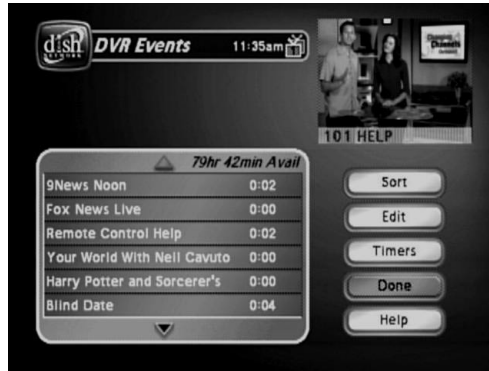 dish
NETWORK
DVR Events
11:35am
Changing
Channels
101 HELP
79hr 42min Avail
9News Noon 0:02
Fox News Live 0:00
Remote Control Help 0:02
Your World With Neil Cavuto 0:00
Harry Potter and Sorcerer's 0:00
Blind Date 0:04
Sort
Edit
Timers
Done
Help